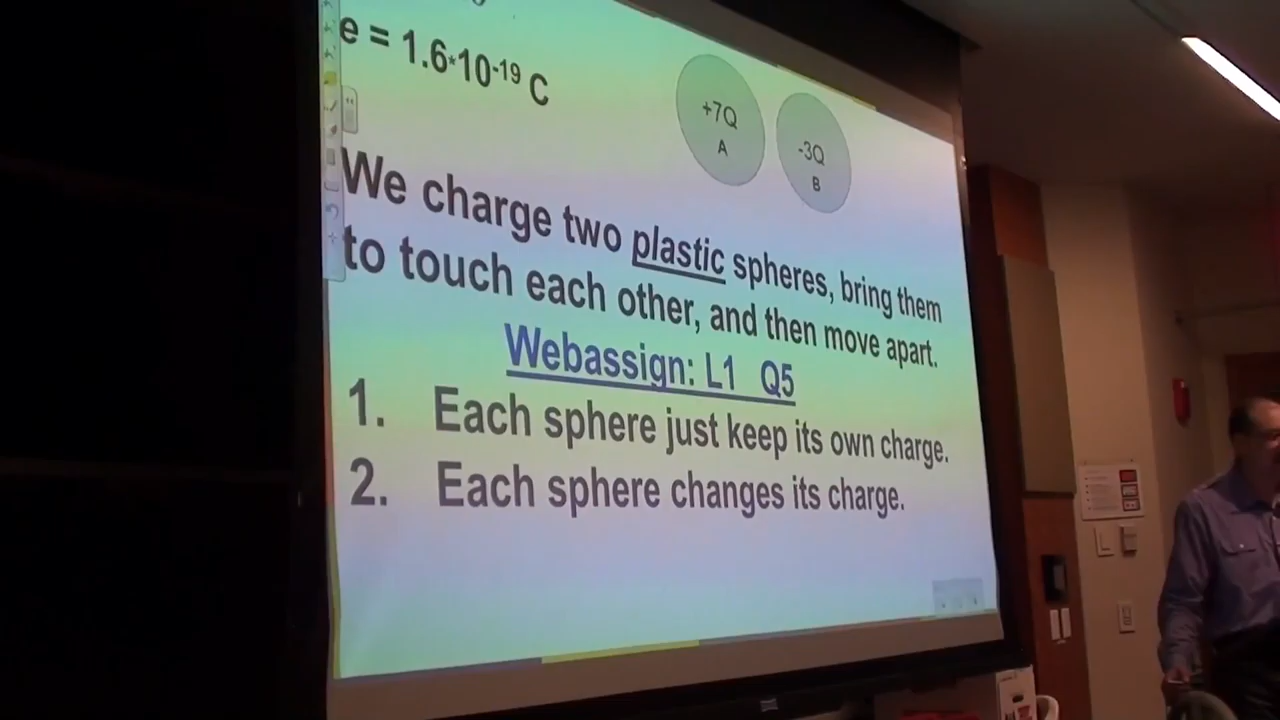 e = 1.6*10-19 C
+7Q
A
-3Q
B
We charge two plastic spheres, bring them
to touch each other, and then move apart.
Webassign: L1 Q5
1. Each sphere just keep its own charge.
2. Each sphere changes its charge.